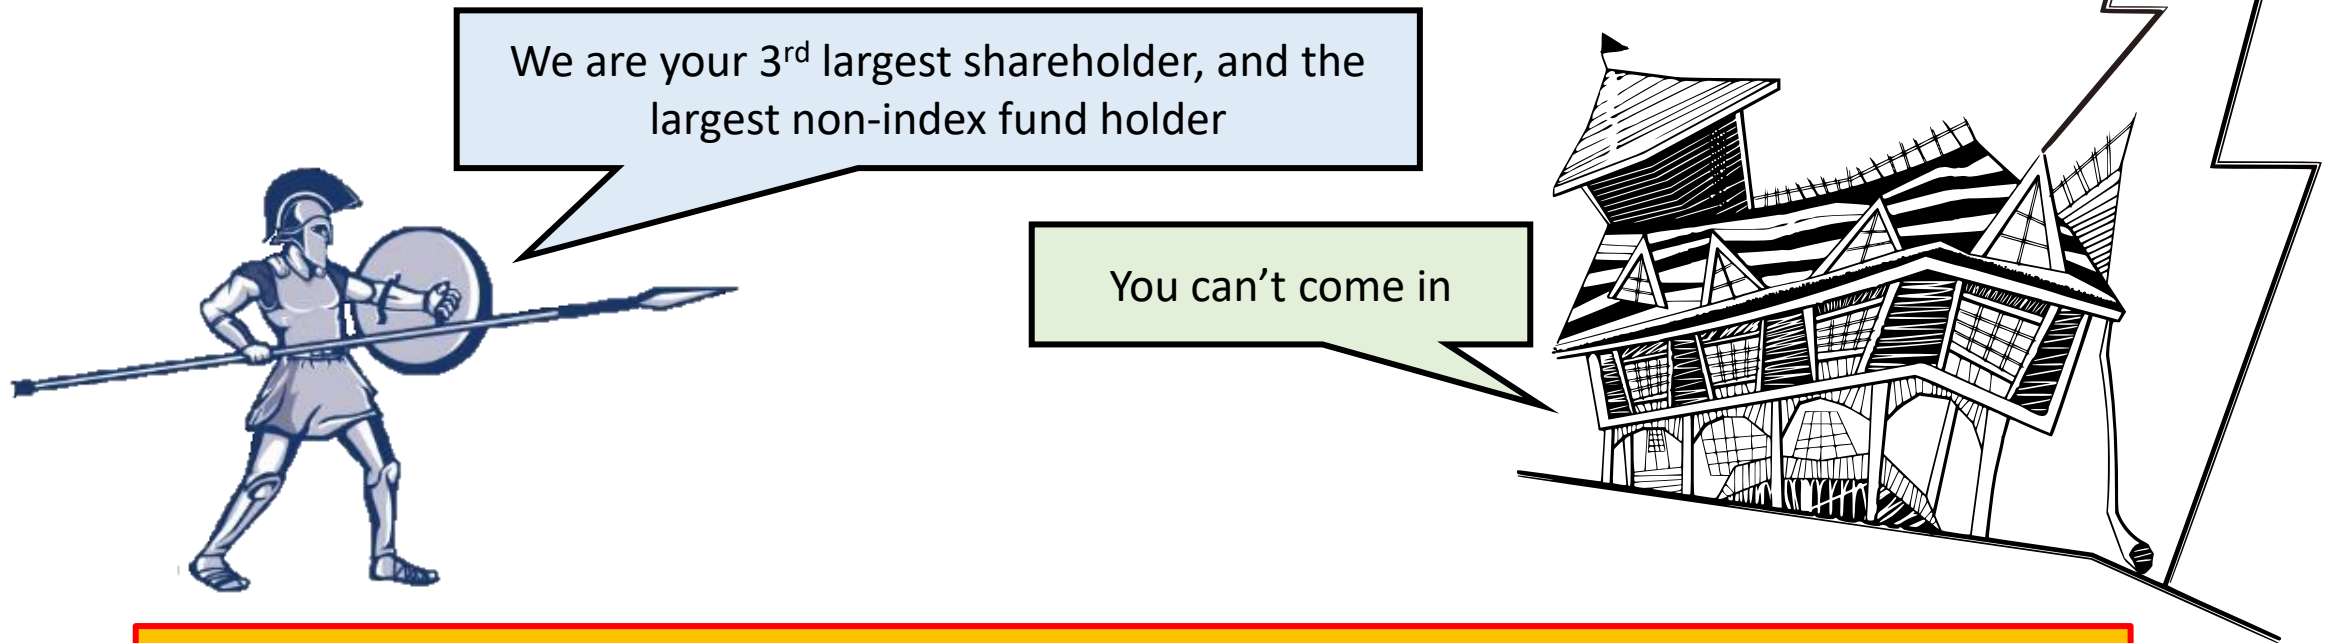 We are your 3rd largest shareholder, and the
largest non-index fund holder
You can’t come in